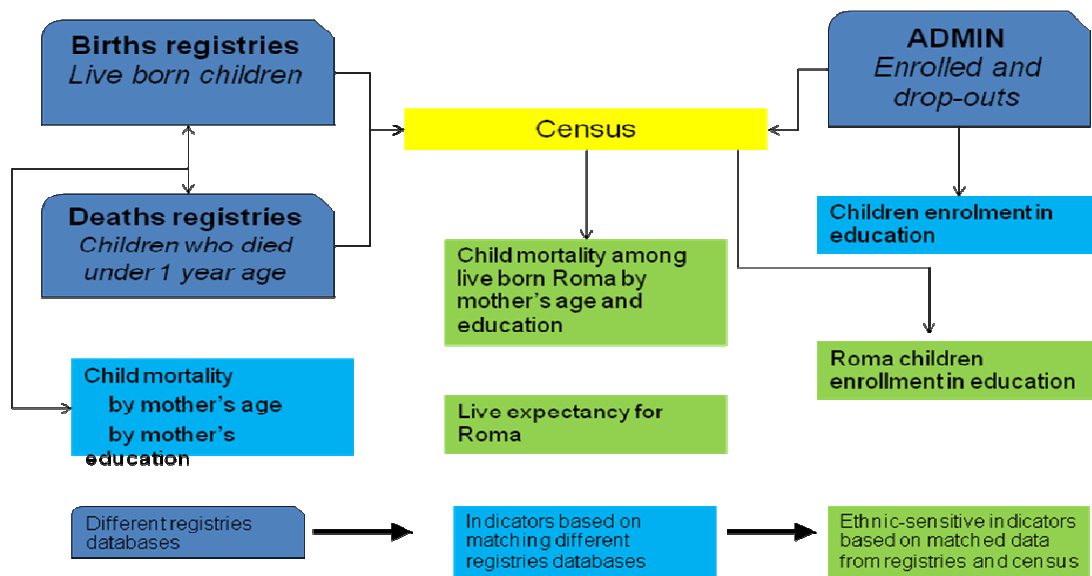 Births registries
Live born children
ADMIN
Enrolled and
drop-outs
Census
Deaths registries
Children who died
under 1 year age
Children enrolment in
education
Child mortality among
live born Roma by
mother's age and
education
Roma children
enrollment in education
Child mortality
by mother's age
by mother's
education
Live expectancy for
Roma
Different registries
databases
Indicators based on
matching different
registries databases
Ethnic-sensitive indicators
based on matched data
from registries and census